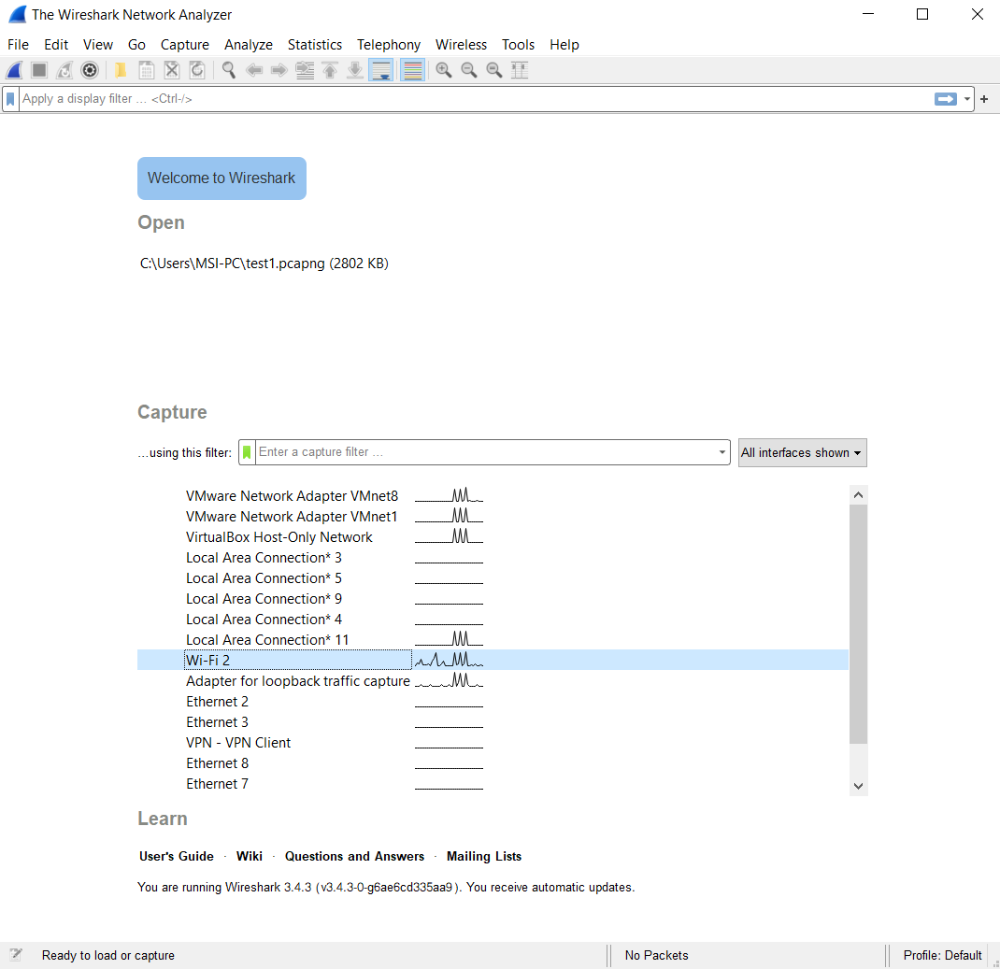 The Wireshark Network Analyzer
File Edit View Go Capture Analyze Statistics Telephony Wireless Tools Help
Apply a display filter ... <Ctrl-/>
+
Welcome to Wireshark
Open
C:\Users\MSI-PC\test1.pcapng (2802 KB)
Capture
...using this filter: Enter a capture filter ... All interfaces shown
VMware Network Adapter VMnet8
VMware Network Adapter VMnet1
VirtualBox Host-Only Network
Local Area Connection* 3
Local Area Connection* 5
Local Area Connection* 9
Local Area Connection* 4
Local Area Connection* 11
Wi-Fi 2
Adapter for loopback traffic capture
Ethernet 2
Ethernet 3
VPN - VPN Client
Ethernet 8
Ethernet 7
Learn
User's Guide · Wiki · Questions and Answers · Mailing Lists
You are running Wireshark 3.4.3 (v3.4.3-0-g6ae6cd335aa9). You receive automatic updates.
Ready to load or capture No Packets Profile: Default